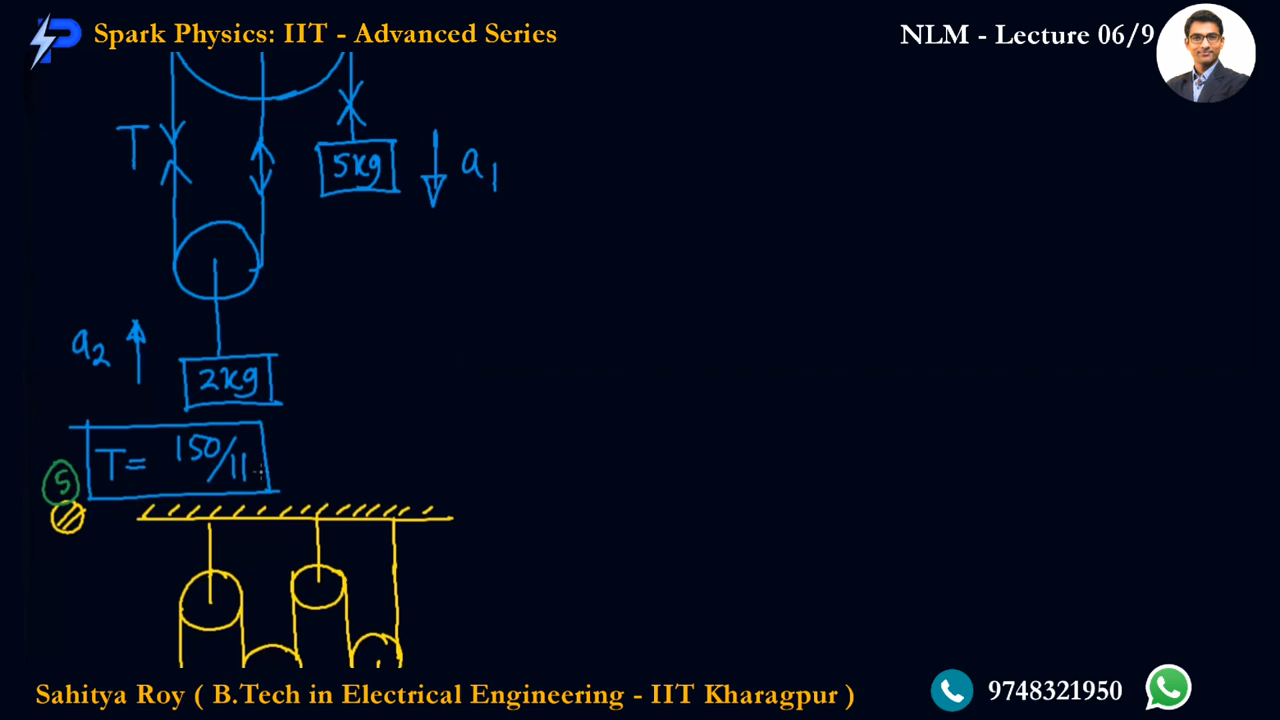 Spark Physics: IIT - Advanced Series
NLM - Lecture 06/9
T
5kg
a1
a2
2kg
T= 150/11
5
Sahitya Roy ( B.Tech in Electrical Engineering - IIT Kharagpur )
9748321950